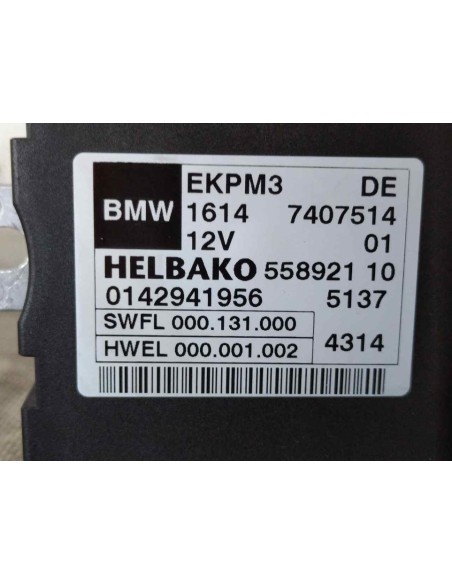 BMW EKPM3 DE
1614 7407514
12V 01
HELBAKO 558921 10
0142941956 5137
SWFL 000.131.000
HWEL 000.001.002 4314